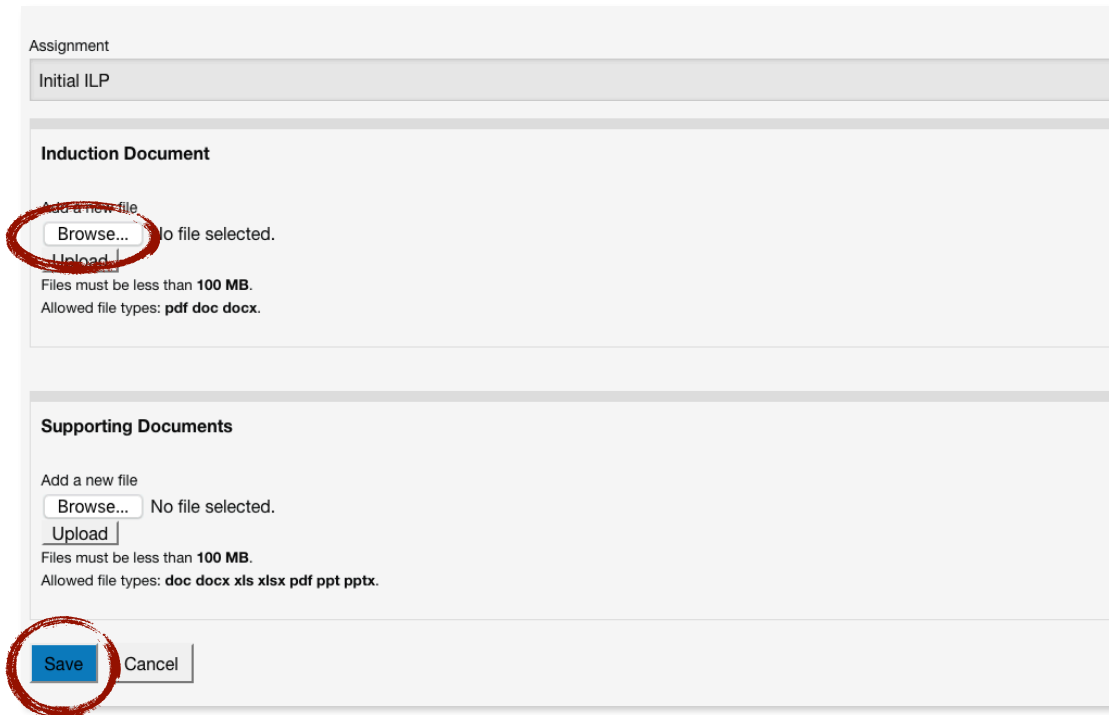 Assignment
Initial ILP
Induction Document
Add a new file
Browse... No file selected.
Upload
Files must be less than 100 MB.
Allowed file types: pdf doc docx.
Supporting Documents
Add a new file
Browse... No file selected.
Upload
Files must be less than 100 MB.
Allowed file types: doc docx xls xlsx pdf ppt pptx.
Save Cancel